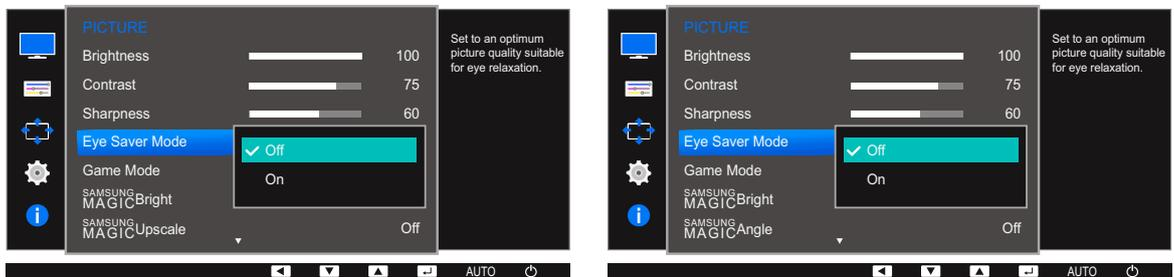 PICTURE
Brightness 100
Contrast 75
Sharpness 60
Eye Saver Mode
Off
Game Mode
On
SAMSUNG
MAGIC Bright
SAMSUNG
MAGIC Upscale Off
Set to an optimum
picture quality suitable
for eye relaxation.
AUTO
PICTURE
Brightness 100
Contrast 75
Sharpness 60
Eye Saver Mode
Off
Game Mode
On
SAMSUNG
MAGIC Bright
SAMSUNG
MAGIC Angle Off
Set to an optimum
picture quality suitable
for eye relaxation.
AUTO